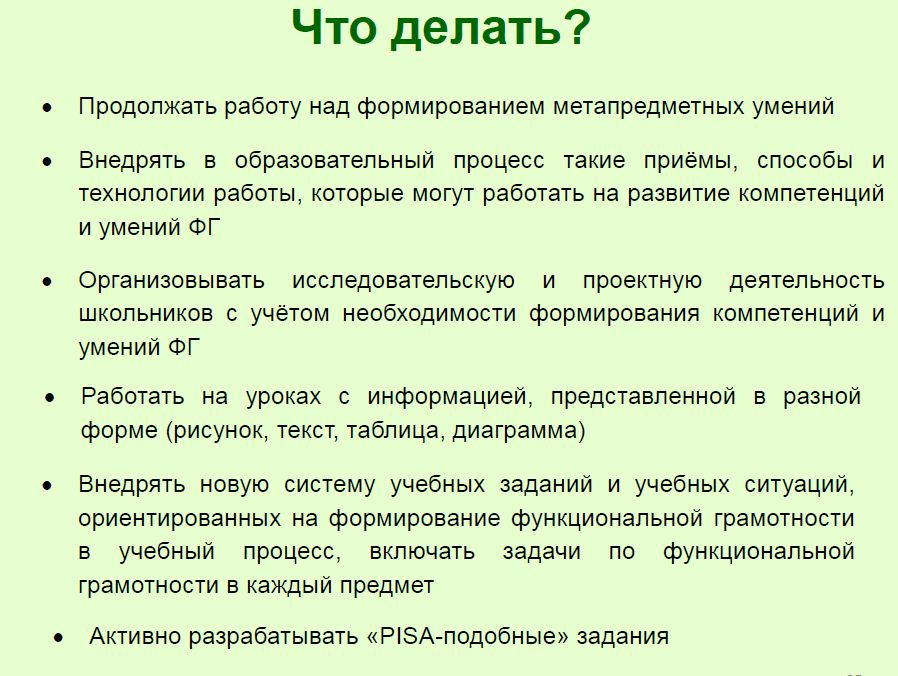 Что делать?
• Продолжать работу над формированием метапредметных умений
• Внедрять в образовательный процесс такие приёмы, способы и
технологии работы, которые могут работать на развитие компетенций
и умений ФГ
• Организовывать исследовательскую и проектную деятельность
школьников с учётом необходимости формирования компетенций и
умений ФГ
• Работать на уроках с информацией, представленной в разной
форме (рисунок, текст, таблица, диаграмма)
• Внедрять новую систему учебных заданий и учебных ситуаций,
ориентированных на формирование функциональной грамотности
в учебный процесс, включать задачи по функциональной
грамотности в каждый предмет
• Активно разрабатывать «PISA-подобные» задания